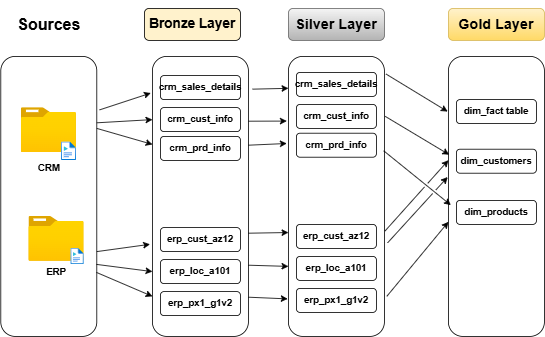 Sources
Bronze Layer
Silver Layer
Gold Layer
CRM
ERP
crm_sales_details
crm_cust_info
crm_prd_info
erp_cust_az12
erp_loc_a101
erp_px1_g1v2
crm_sales_details
crm_cust_info
crm_prd_info
erp_cust_az12
erp_loc_a101
erp_px1_g1v2
dim_fact table
dim_customers
dim_products